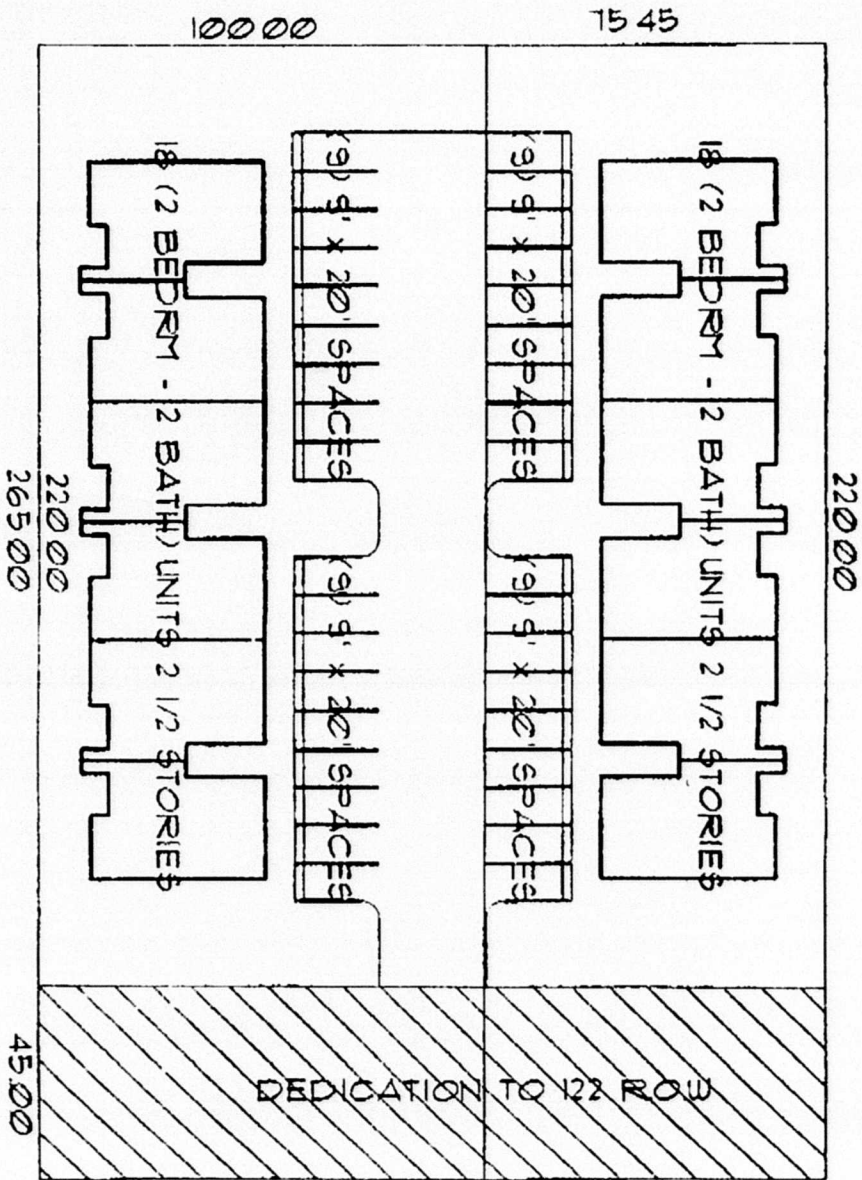 100 00
75 45
18 (2 BEDRM - 2 BATH) UNITS 2 1/2 STORIES
(9) 9' x 20' SPACES
(9) 9' x 20' SPACES
18 (2 BEDRM - 2 BATH) UNITS 2 1/2 STORIES
(9) 9' x 20' SPACES
(9) 9' x 20' SPACES
220 00
265 00
220 00
45.00
DEDICATION TO 122 ROW